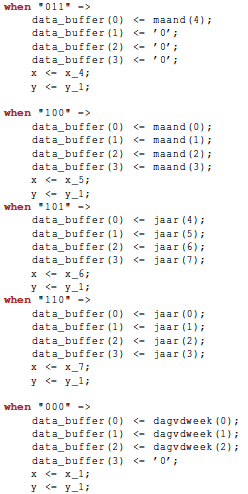 when "011" =>
data_buffer(0) <= maand(4);
data_buffer(1) <= '0';
data_buffer(2) <= '0';
data_buffer(3) <= '0';
x <= x_4;
y <= y_1;
when "100" =>
data_buffer(0) <= maand(0);
data_buffer(1) <= maand(1);
data_buffer(2) <= maand(2);
data_buffer(3) <= maand(3);
x <= x_5;
y <= y_1;
when "101" =>
data_buffer(0) <= jaar(4);
data_buffer(1) <= jaar(5);
data_buffer(2) <= jaar(6);
data_buffer(3) <= jaar(7);
x <= x_6;
y <= y_1;
when "110" =>
data_buffer(0) <= jaar(0);
data_buffer(1) <= jaar(1);
data_buffer(2) <= jaar(2);
data_buffer(3) <= jaar(3);
x <= x_7;
y <= y_1;
when "000" =>
data_buffer(0) <= dagvdweek(0);
data_buffer(1) <= dagvdweek(1);
data_buffer(2) <= dagvdweek(2);
data_buffer(3) <= '0';
x <= x_1;
y <= y_1;